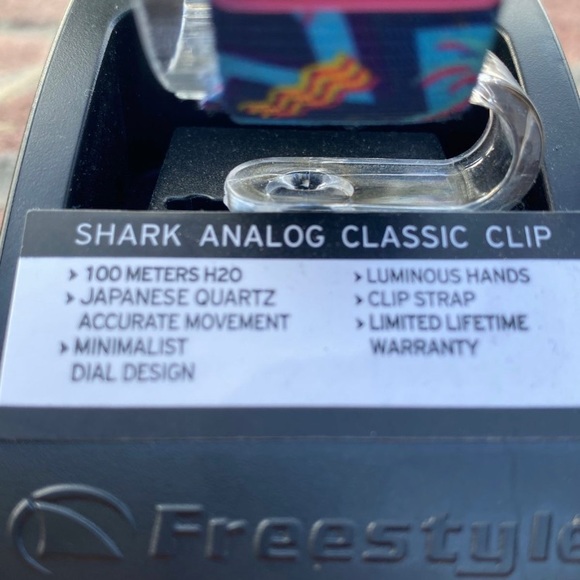 SHARK ANALOG CLASSIC CLIP
> 100 METERS H2O
> JAPANESE QUARTZ
ACCURATE MOVEMENT
> MINIMALIST
DIAL DESIGN
> LUMINOUS HANDS
> CLIP STRAP
> LIMITED LIFETIME
WARRANTY
Freestyle